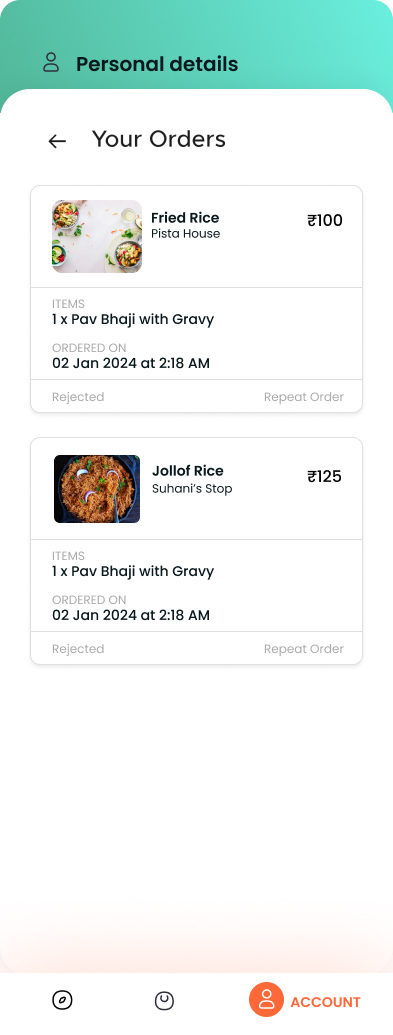 Personal details
Your Orders
Fried Rice
₹100
Pista House
ITEMS
1 x Pav Bhaji with Gravy
ORDERED ON
02 Jan 2024 at 2:18 AM
Rejected
Repeat Order
Jollof Rice
₹125
Suhani's Stop
ITEMS
1 x Pav Bhaji with Gravy
ORDERED ON
02 Jan 2024 at 2:18 AM
Rejected
Repeat Order
ACCOUNT